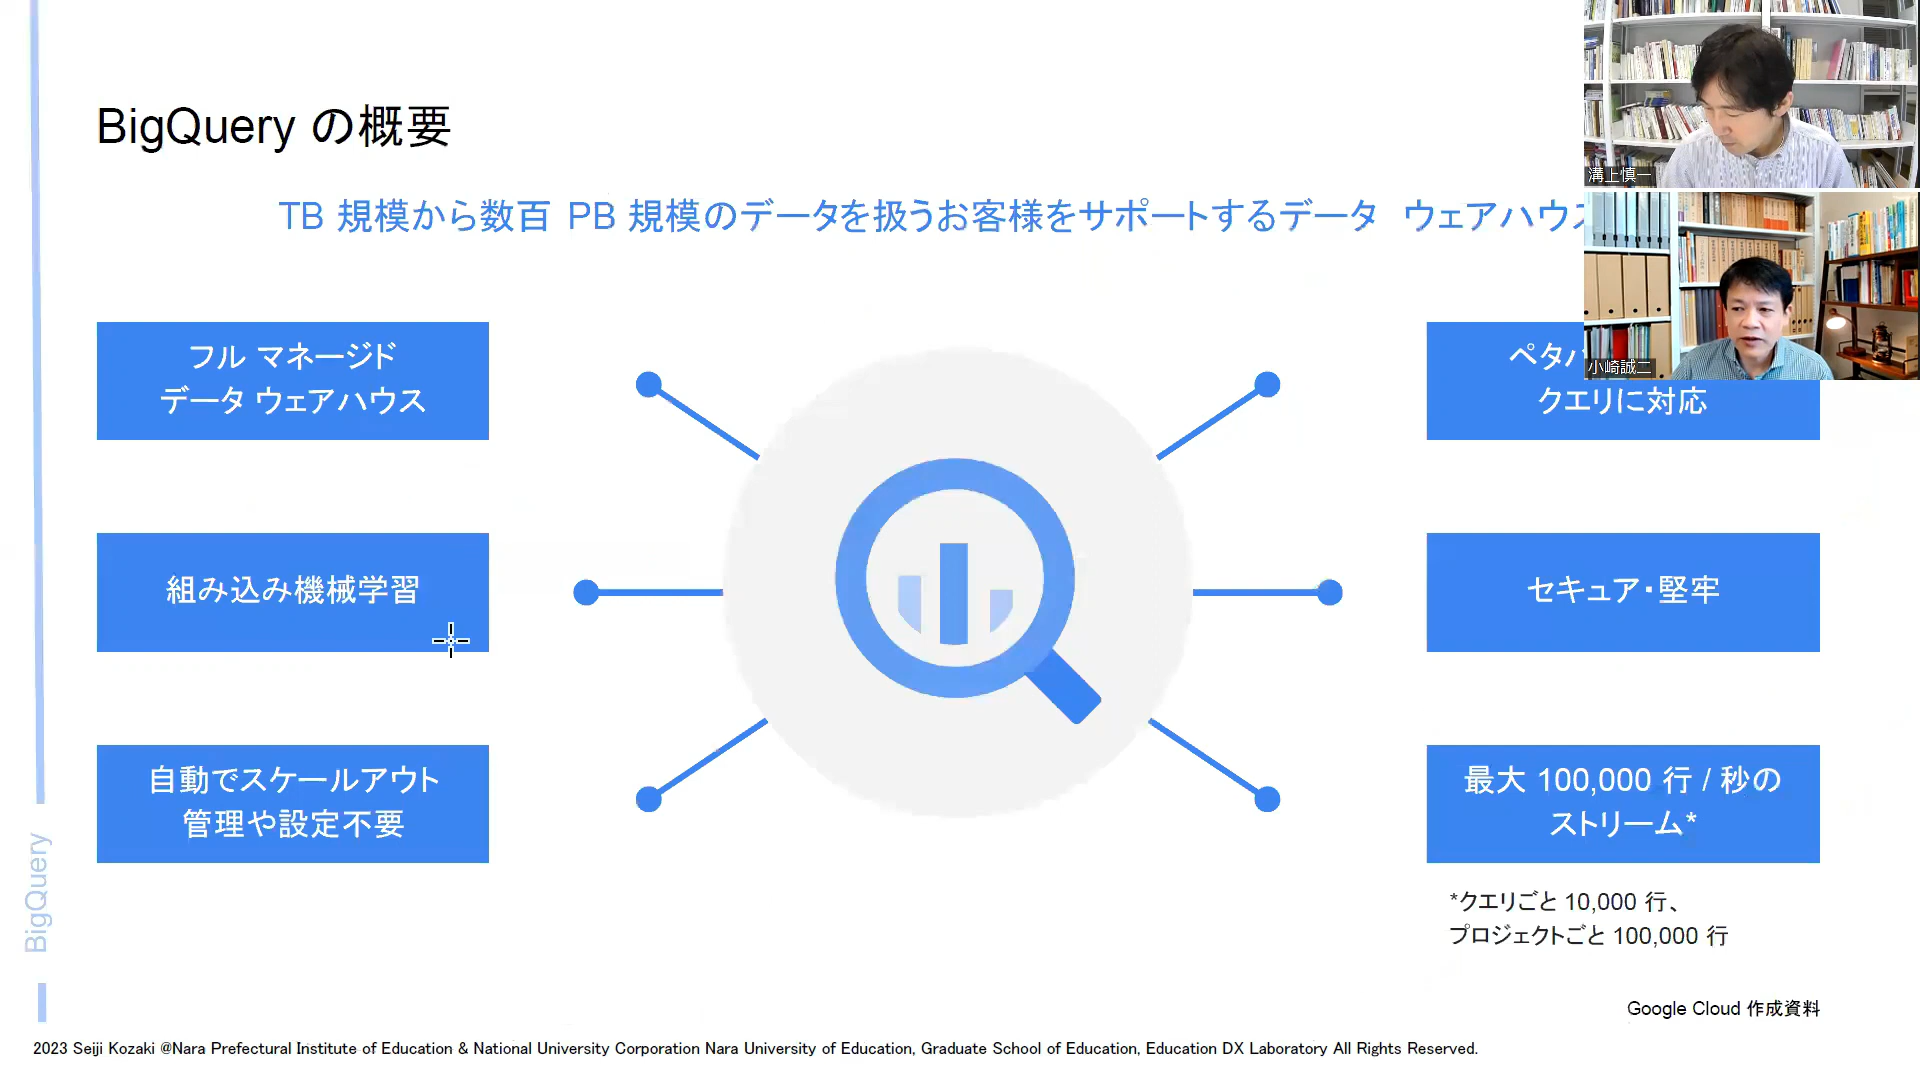 BigQuery の概要
TB 規模から数百 PB 規模のデータを扱うお客様をサポートするデータ ウェアハウ
フル マネージド
データ ウェアハウス
組み込み機械学習
自動でスケールアウト
管理や設定不要
ペタ
クエリに対応
セキュア・堅牢
最大 100,000 行 / 秒の
ストリーム*
*クエリごと 10,000 行、
プロジェクトごと 100,000 行
溝上慎一
小崎誠二
BigQuery
Google Cloud 作成資料
2023 Seiji Kozaki @Nara Prefectural Institute of Education & National University Corporation Nara University of Education, Graduate School of Education, Education DX Laboratory All Rights Reserved.